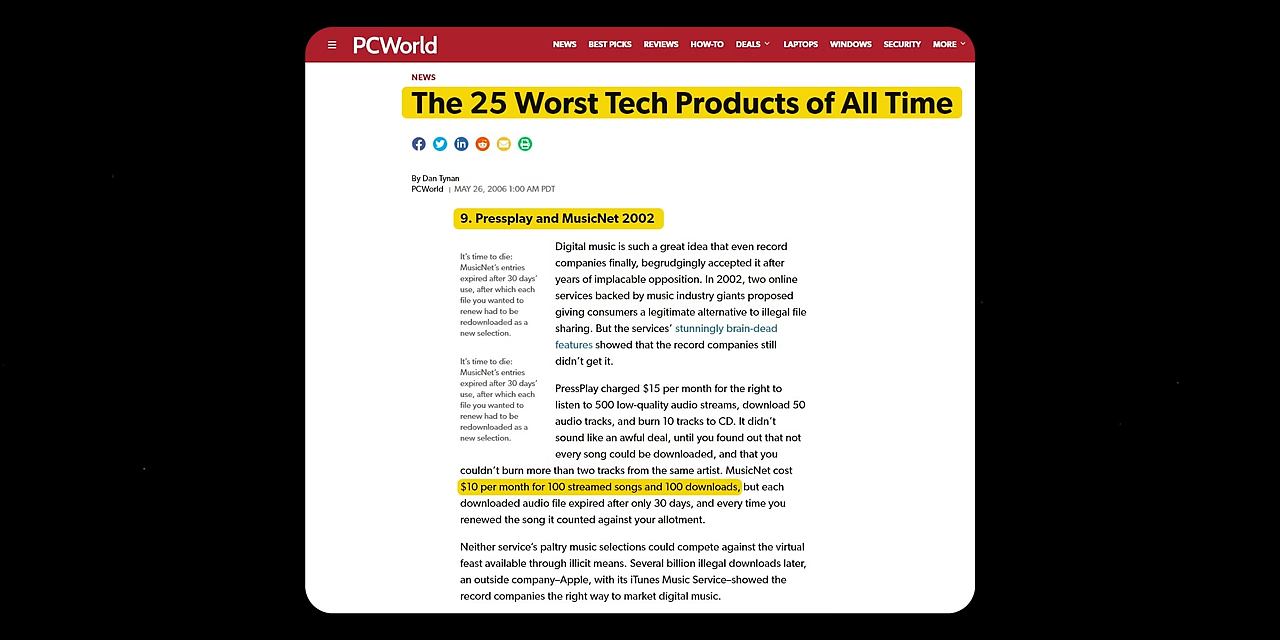 PCWorld
NEWS BEST PICKS REVIEWS HOW-TO DEALS LAPTOPS WINDOWS SECURITY MORE
NEWS
The 25 Worst Tech Products of All Time
By Dan Tynan
PCWorld | MAY 26, 2006 1:00 AM PDT
9. Pressplay and MusicNet 2002
It's time to die:
MusicNet's entries
expired after 30 days'
use, after which each
file you wanted to
renew had to be
redownloaded as a
new selection.
It's time to die:
MusicNet's entries
expired after 30 days'
use, after which each
file you wanted to
renew had to be
redownloaded as a
new selection.
Digital music is such a great idea that even record
companies finally, begrudgingly accepted it after
years of implacable opposition. In 2002, two online
services backed by music industry giants proposed
giving consumers a legitimate alternative to illegal file
sharing. But the services' stunningly brain-dead
features showed that the record companies still
didn't get it.
PressPlay charged $15 per month for the right to
listen to 500 low-quality audio streams, download 50
audio tracks, and burn 10 tracks to CD. It didn't
sound like an awful deal, until you found out that not
every song could be downloaded, and that you
couldn't burn more than two tracks from the same artist. MusicNet cost
$10 per month for 100 streamed songs and 100 downloads, but each
downloaded audio file expired after only 30 days, and every time you
renewed the song it counted against your allotment.
Neither service's paltry music selections could compete against the virtual
feast available through illicit means. Several billion illegal downloads later,
an outside company–Apple, with its iTunes Music Service–showed the
record companies the right way to market digital music.